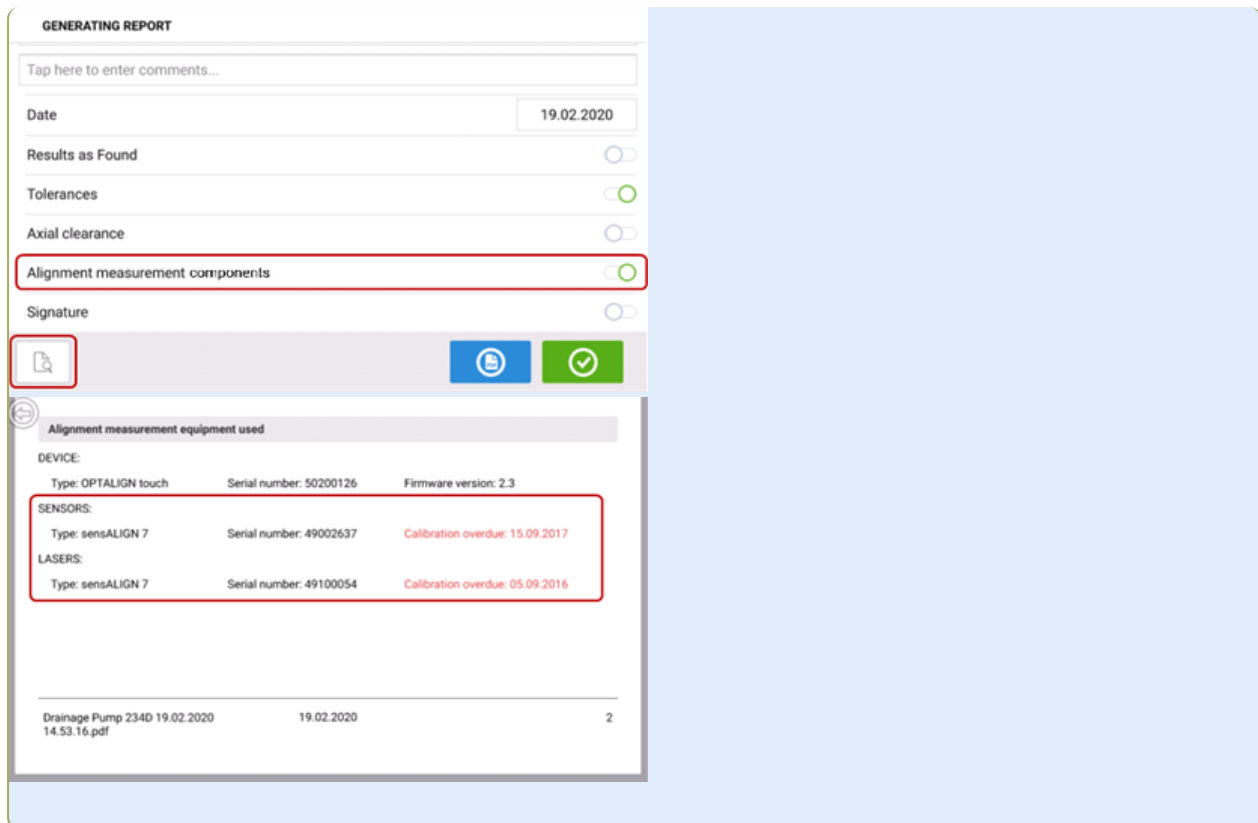 GENERATING REPORT
Tap here to enter comments...
Date 19.02.2020
Results as Found
Tolerances
Axial clearance
Alignment measurement components
Signature
Alignment measurement equipment used
DEVICE:
Type: OPTALIGN touch Serial number: 50200126 Firmware version: 2.3
SENSORS:
Type: sensALIGN 7 Serial number: 49002637 Calibration overdue: 15.09.2017
LASERS:
Type: sensALIGN 7 Serial number: 49100054 Calibration overdue: 05.09.2016
Drainage Pump 234D 19.02.2020 19.02.2020 2
14.53.16.pdf